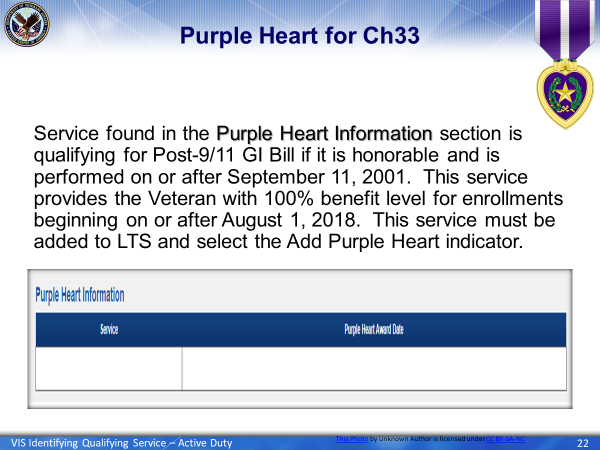 Purple Heart for Ch33
Service found in the Purple Heart Information section is
qualifying for Post-9/11 GI Bill if it is honorable and is
performed on or after September 11, 2001.  This service
provides the Veteran with 100% benefit level for enrollments
beginning on or after August 1, 2018.  This service must be
added to LTS and select the Add Purple Heart indicator.
Purple Heart Information
Service Purple Heart Award Date
VIS Identifying Qualifying Service – Active Duty
This Photo by Unknown Author is licensed under CC BY-SA-NC
22